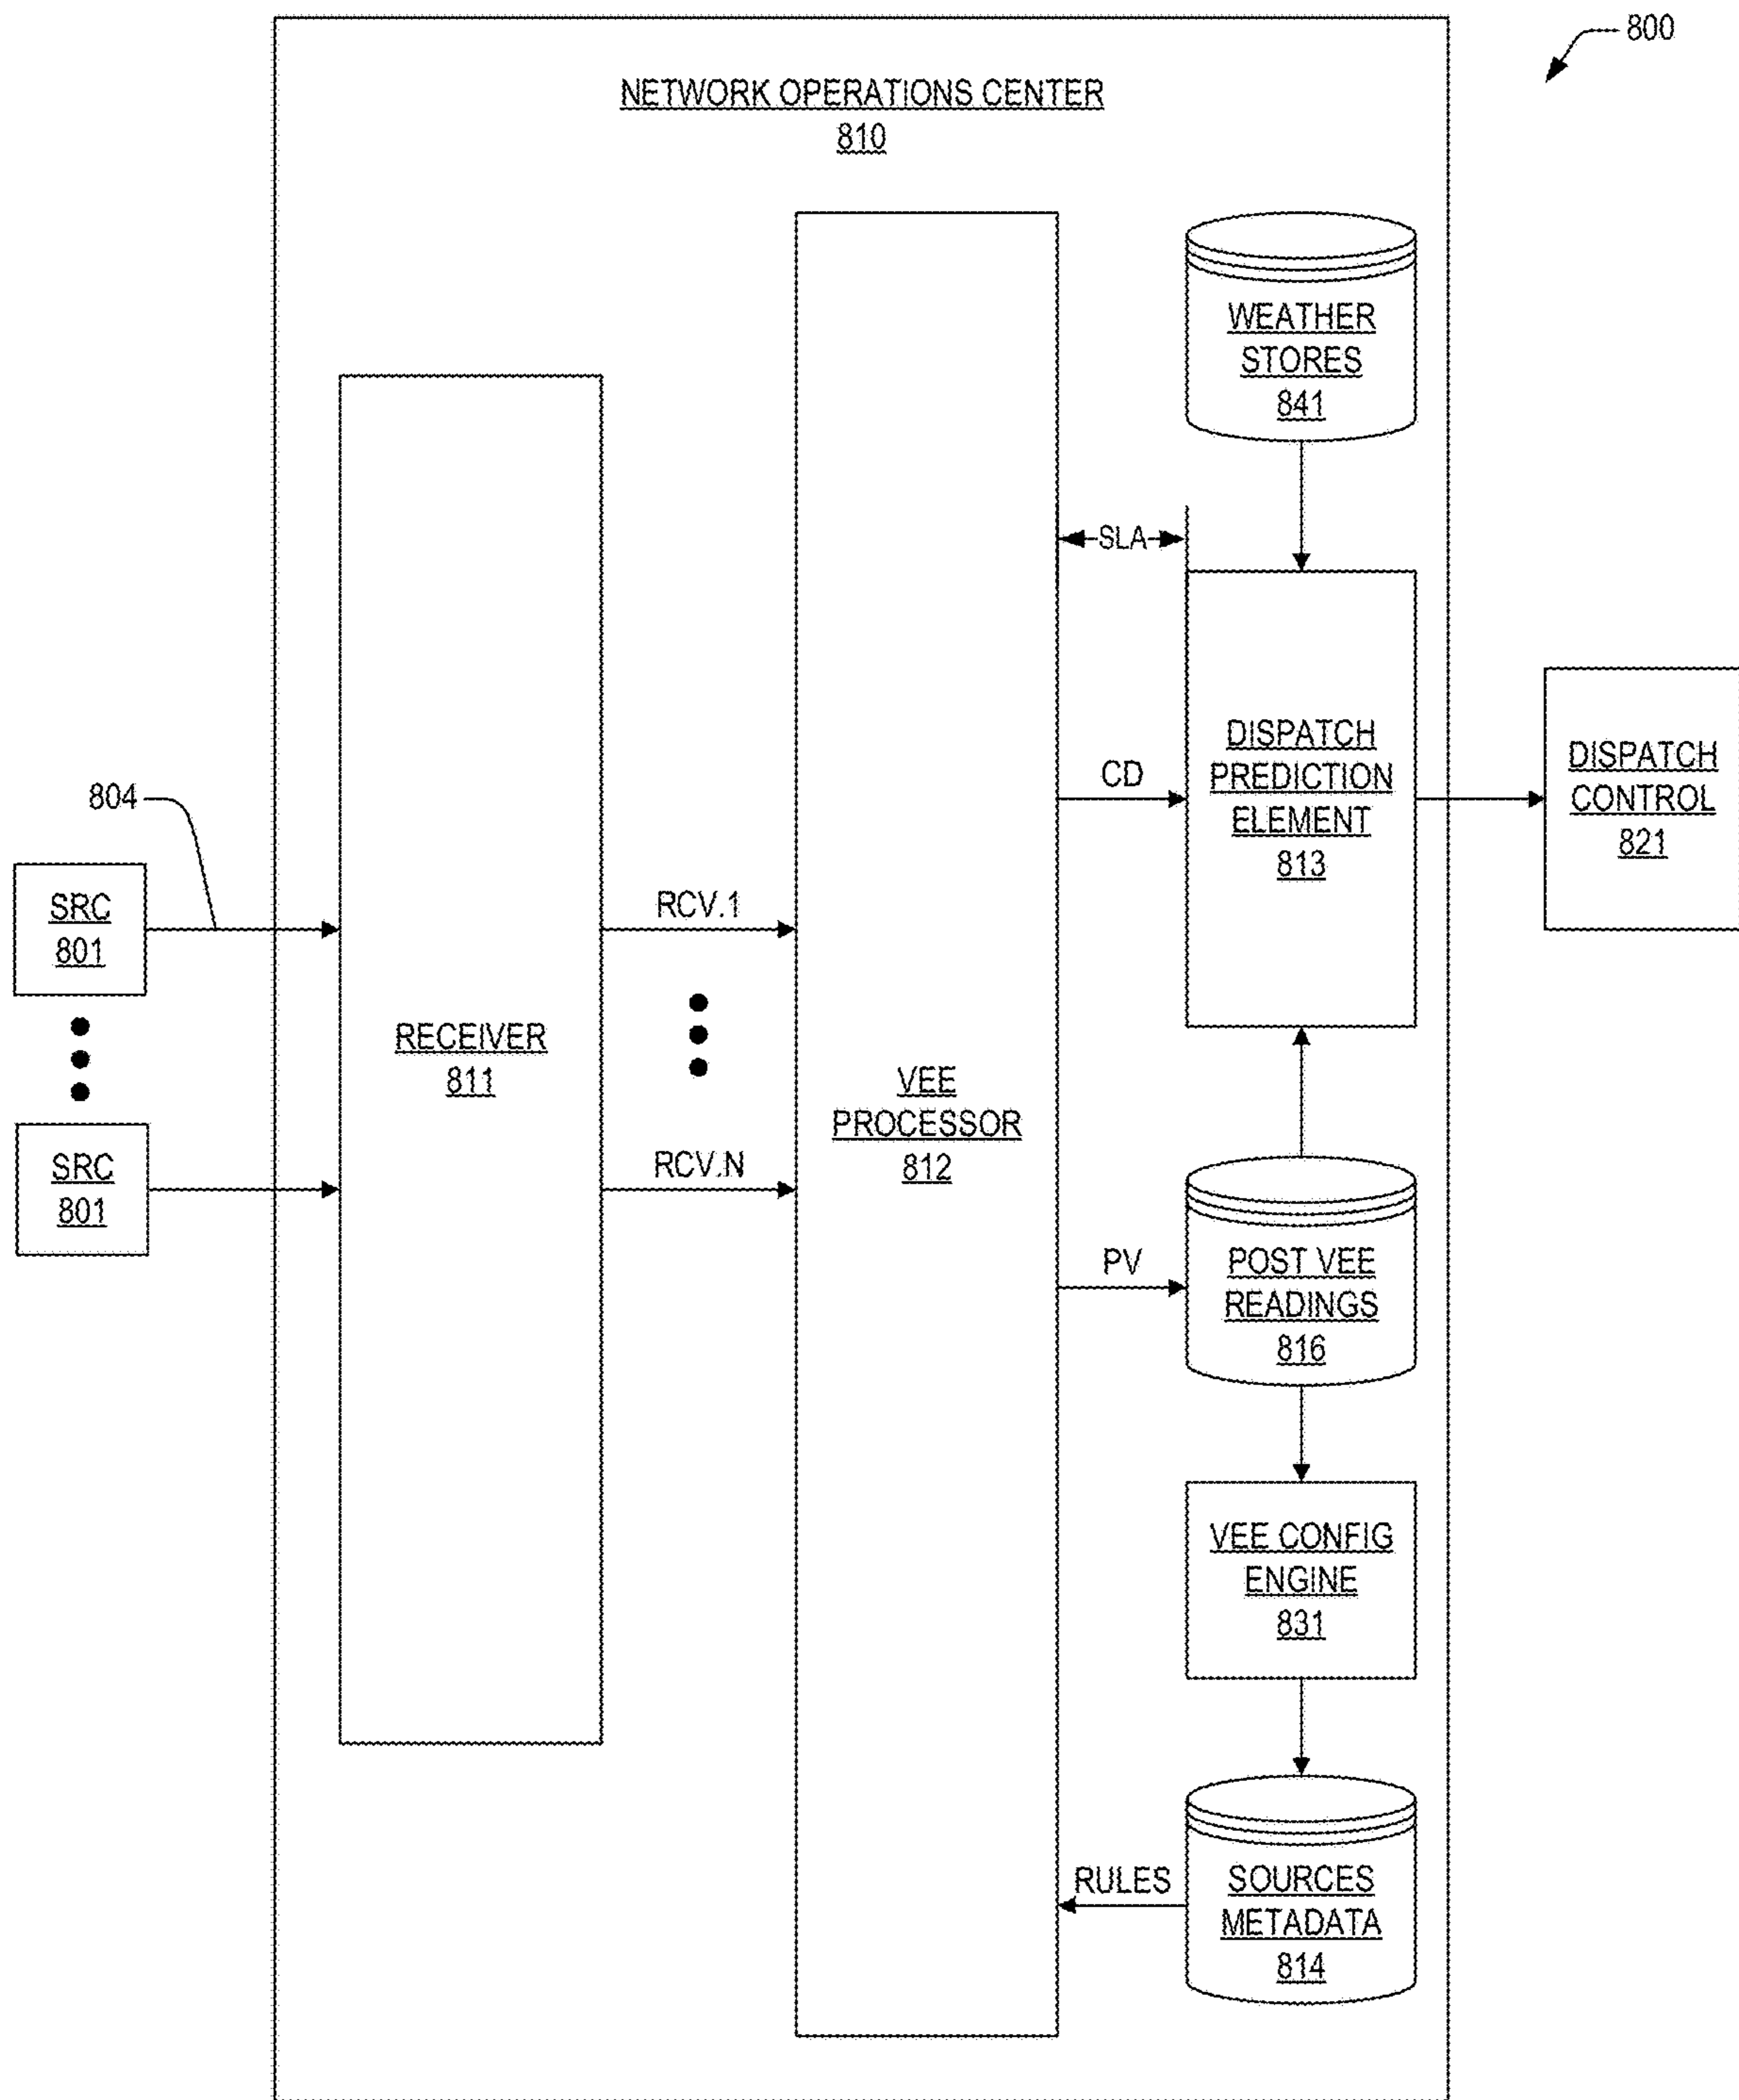 800
NETWORK OPERATIONS CENTER
810
WEATHER
STORES
841
SLA
DISPATCH
PREDICTION
ELEMENT
813
CD
DISPATCH
CONTROL
821
804
SRC
801
RCV.1
RECEIVER
811
VEE
PROCESSOR
812
SRC
801
RCV.N
PV
POST VEE
READINGS
816
VEE CONFIG
ENGINE
831
RULES
SOURCES
METADATA
814